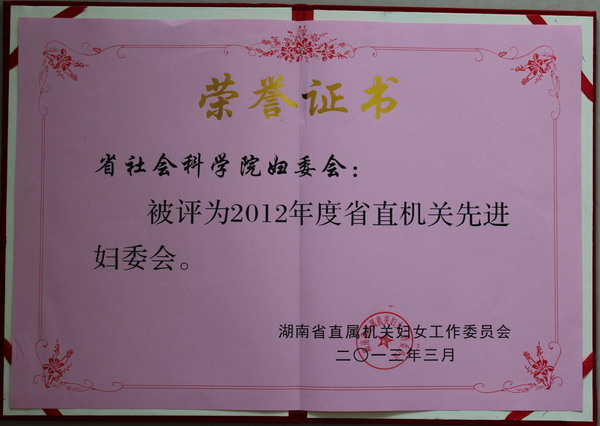 荣誉证书
省社会科学院妇委会：
被评为2012年度省直机关先进
妇委会。
湖南省直属机关妇女工作委员会
二〇一三年三月